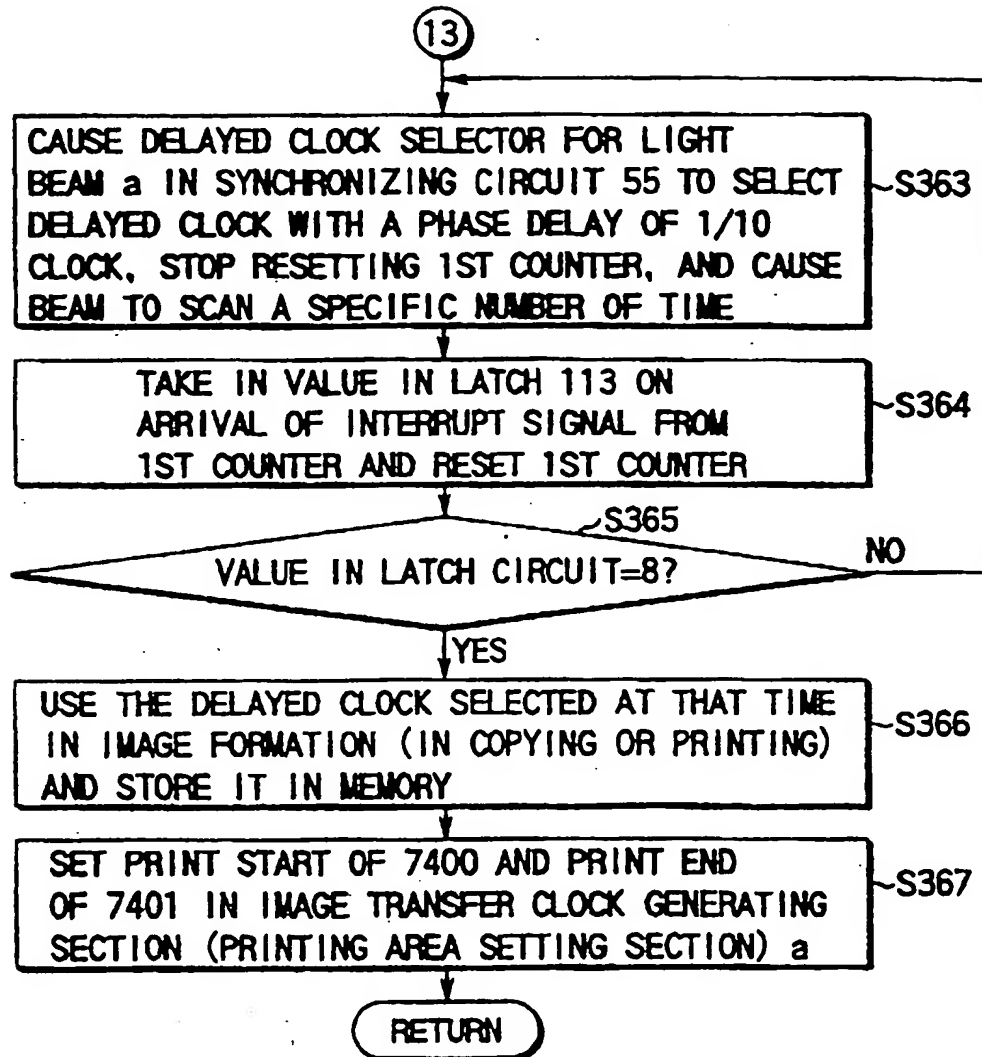 13
CAUSE DELAYED CLOCK SELECTOR FOR LIGHT
BEAM a IN SYNCHRONIZING CIRCUIT 55 TO SELECT
DELAYED CLOCK WITH A PHASE DELAY OF 1/10
CLOCK, STOP RESETTING 1ST COUNTER, AND CAUSE
BEAM TO SCAN A SPECIFIC NUMBER OF TIME
S363
TAKE IN VALUE IN LATCH 113 ON
ARRIVAL OF INTERRUPT SIGNAL FROM
1ST COUNTER AND RESET 1ST COUNTER
S364
S365
VALUE IN LATCH CIRCUIT=8?
NO
YES
USE THE DELAYED CLOCK SELECTED AT THAT TIME
IN IMAGE FORMATION (IN COPYING OR PRINTING)
AND STORE IT IN MEMORY
S366
SET PRINT START OF 7400 AND PRINT END
OF 7401 IN IMAGE TRANSFER CLOCK GENERATING
SECTION (PRINTING AREA SETTING SECTION) a
S367
RETURN